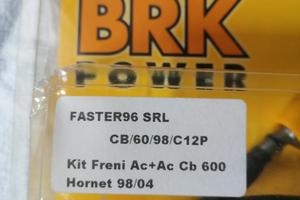 BRK
POWER
FASTER96 SRL
CB/60/98/C12P
Kit Freni Ac+Ac Cb 600
Hornet 98/04